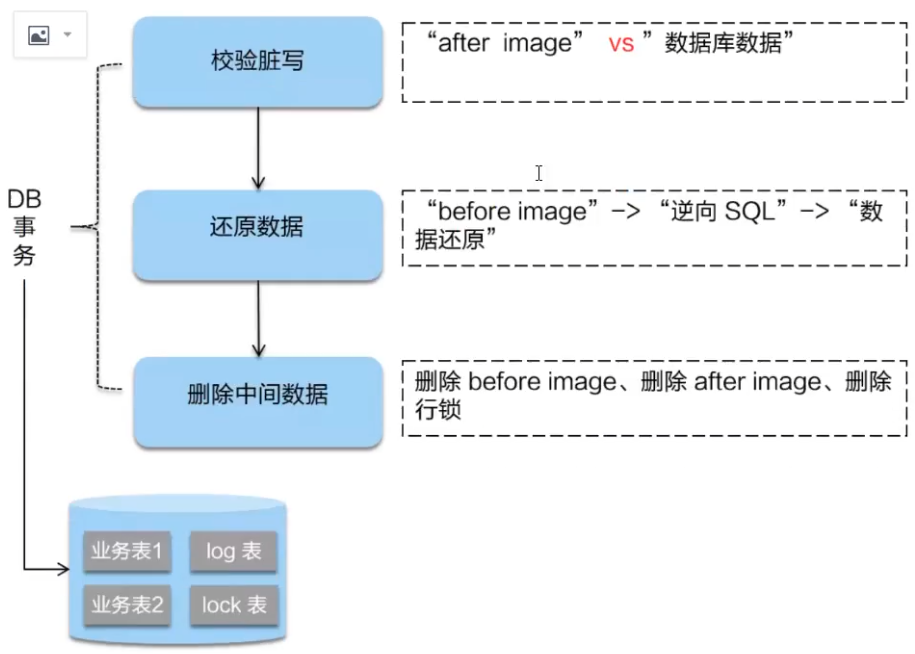 校验脏写
“after image” vs ”数据库数据”
DB
事
务
还原数据
“before image”–>“逆向 SQL”–>“数
据还原”
删除中间数据
删除 before image、删除 after image、删除
行锁
业务表1
log 表
业务表2
lock 表